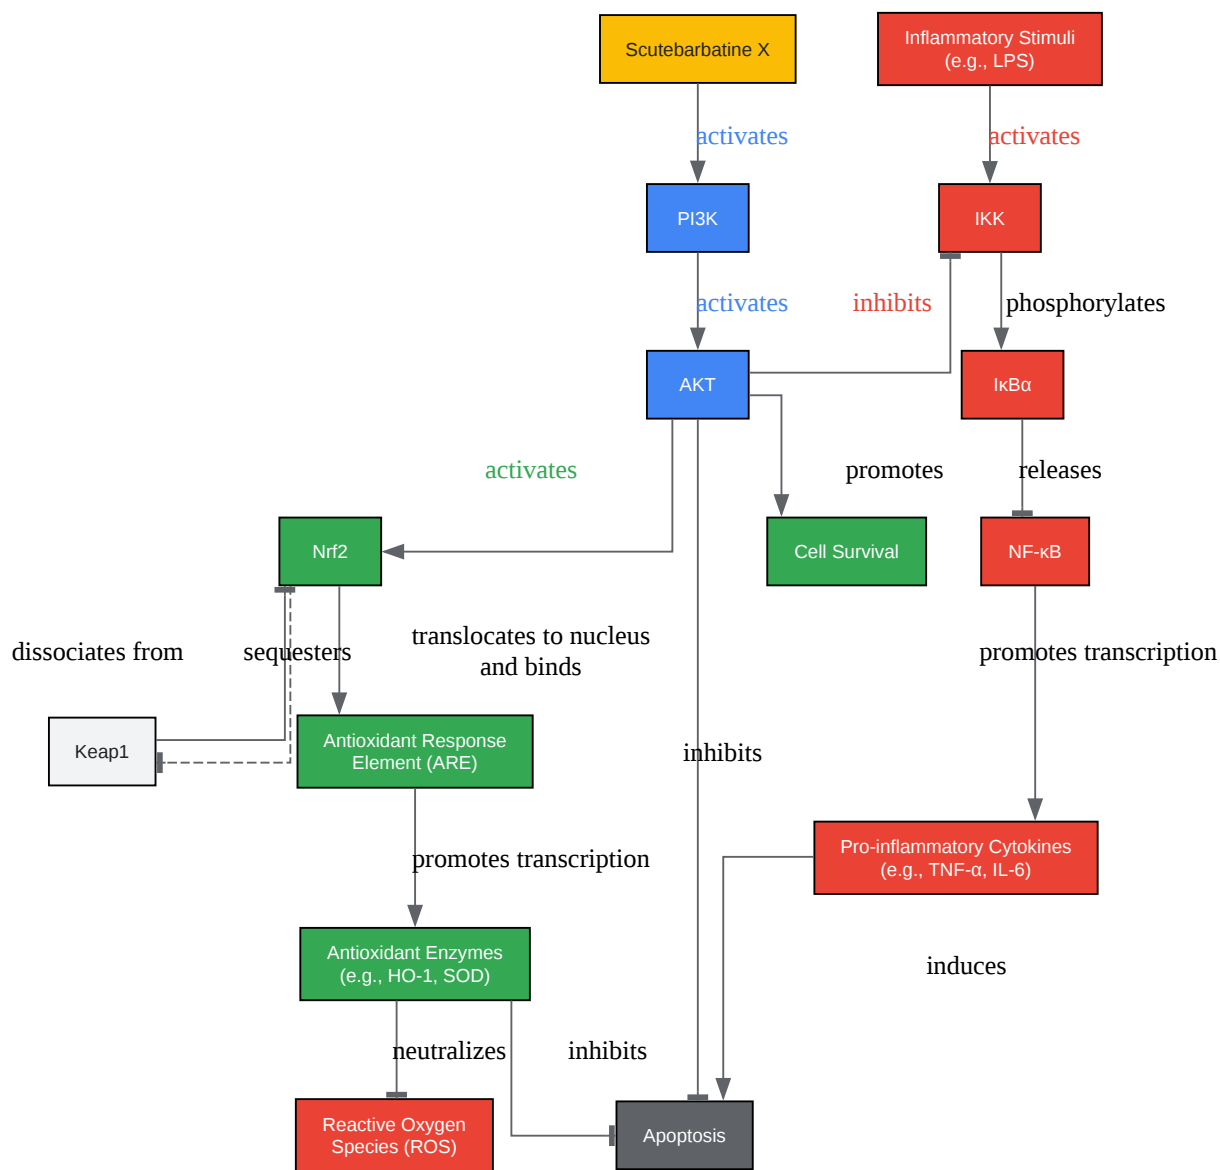 Scutebarbatine X
Inflammatory Stimuli
(e.g., LPS)
activates
activates
PI3K
IKK
activates
inhibits
phosphorylates
AKT
IκBα
activates
promotes
releases
Nrf2
Cell Survival
NF-κB
dissociates from
sequesters
translocates to nucleus
and binds
promotes transcription
Keap1
Antioxidant Response
Element (ARE)
inhibits
promotes transcription
Pro-inflammatory Cytokines
(e.g., TNF-α, IL-6)
Antioxidant Enzymes
(e.g., HO-1, SOD)
induces
neutralizes
inhibits
Reactive Oxygen
Species (ROS)
Apoptosis